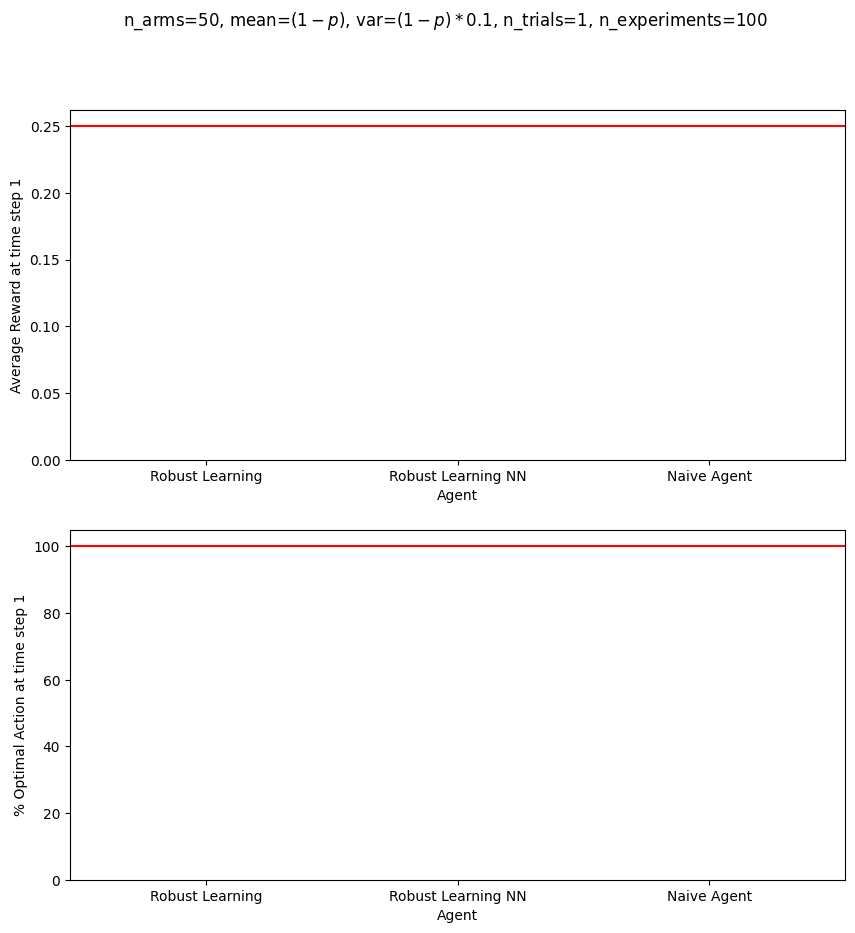 n_arms=50, mean=(1 − p), var=(1 − p) * 0.1, n_trials=1, n_experiments=100
Average Reward at time step 1
0.25
0.20
0.15
0.10
0.05
0.00
Robust Learning
Robust Learning NN
Naive Agent
Agent
% Optimal Action at time step 1
100
80
60
40
20
0
Robust Learning
Robust Learning NN
Naive Agent
Agent